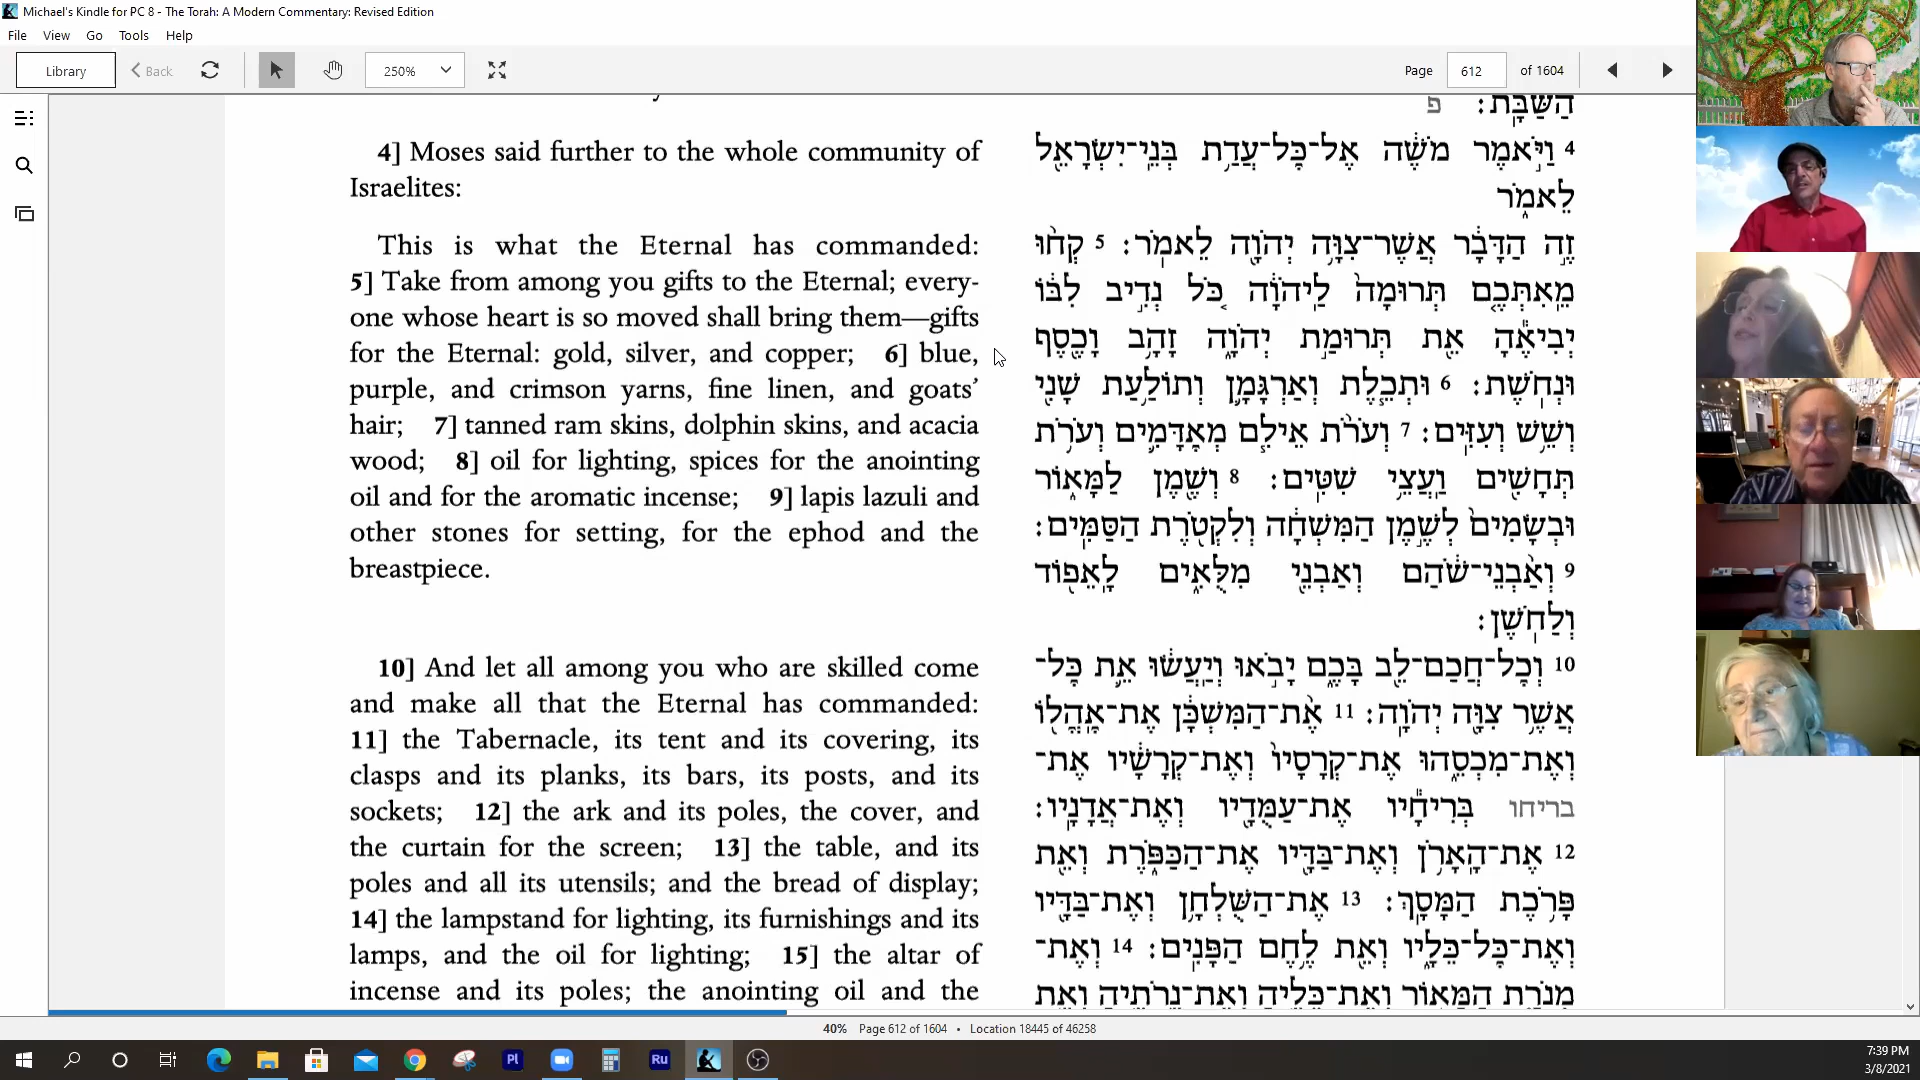 Michael's Kindle for PC 8 - The Torah: A Modern Commentary: Revised Edition
File View Go Tools Help
Library
Back
250%
Page 612 of 1604
4] Moses said further to the whole community of
Israelites:
This is what the Eternal has commanded:
5] Take from among you gifts to the Eternal; every-
one whose heart is so moved shall bring them—gifts
for the Eternal: gold, silver, and copper; 6] blue,
purple, and crimson yarns, fine linen, and goats’
hair; 7] tanned ram skins, dolphin skins, and acacia
wood; 8] oil for lighting, spices for the anointing
oil and for the aromatic incense; 9] lapis lazuli and
other stones for setting, for the ephod and the
breastpiece.
10] And let all among you who are skilled come
and make all that the Eternal has commanded:
11] the Tabernacle, its tent and its covering, its
clasps and its planks, its bars, its posts, and its
sockets; 12] the ark and its poles, the cover, and
the curtain for the screen; 13] the table, and its
poles and all its utensils; and the bread of display;
14] the lampstand for lighting, its furnishings and its
lamps, and the oil for lighting; 15] the altar of
incense and its poles; the anointing oil and the
הַשַּׁבָּֽת׃ פ
4 וַיֹּ֣אמֶר מֹשֶׁ֔ה אֶל־כׇּל־עֲדַ֥ת בְּנֵֽי־יִשְׂרָאֵ֖ל
לֵאמֹ֑ר
זֶ֣ה הַדָּבָ֔ר אֲשֶׁר־צִוָּ֥ה יְהֹוָ֖ה לֵאמֹֽר׃ 5 קְח֨וּ
מֵֽאִתְּכֶ֤ם תְּרוּמָה֙ לַֽיהֹוָ֔ה כֹּ֚ל נְדִ֣יב לִבּ֔וֹ
יְבִיאֶ֕הָ אֵ֖ת תְּרוּמַ֣ת יְהֹוָ֑ה זָהָ֥ב וָכֶ֖סֶף
וּנְחֹֽשֶׁת׃ 6 וּתְכֵ֧לֶת וְאַרְגָּמָ֛ן וְתוֹלַ֥עַת שָׁנִ֖י
וְשֵׁ֥שׁ וְעִזִּֽים׃ 7 וְעֹרֹ֨ת אֵילִ֧ם מְאׇדָּמִ֛ים וְעֹרֹ֥ת
תְּחָשִׁ֖ים וַעֲצֵ֥י שִׁטִּֽים׃ 8 וְשֶׁ֖מֶן לַמָּא֑וֹר
וּבְשָׂמִים֙ לְשֶׁ֣מֶן הַמִּשְׁחָ֔ה וְלִקְטֹ֖רֶת הַסַּמִּֽים׃
9 וְאַ֨בְנֵי־שֹׁ֔הַם וְאַבְנֵ֖י מִלֻּאִ֑ים לָאֵפ֖וֹד
וְלַחֹֽשֶׁן׃
10 וְכׇל־חֲכַם־לֵ֖ב בָּכֶ֑ם יָבֹ֣אוּ וְיַעֲשׂ֔וּ אֵ֛ת כׇּל־
אֲשֶׁ֥ר צִוָּ֖ה יְהֹוָֽה׃ 11 אֶ֨ת־הַמִּשְׁכָּ֔ן אֶֽת־אׇהֳל֖וֹ
וְאֶת־מִכְסֵ֑הוּ אֶת־קְרָסָיו֙ וְאֶת־קְרָשָׁ֔יו אֶת־
בריחו בְּרִיחָ֕יו אֶת־עַמֻּדָ֖יו וְאֶת־אֲדָנָֽיו׃
12 אֶת־הָאָרֹ֥ן וְאֶת־בַּדָּ֖יו אֶת־הַכַּפֹּ֑רֶת וְאֵ֖ת
פָּרֹ֥כֶת הַמָּסָֽךְ׃ 13 אֶת־הַשֻּׁלְחָ֥ן וְאֶת־בַּדָּ֖יו
וְאֶת־כׇּל־כֵּלָ֑יו וְאֵ֖ת לֶ֥חֶם הַפָּנִֽים׃ 14 וְאֶת־
מְנֹרַ֧ת הַמָּא֛וֹר וְאֶת־כֵּלֶ֖יהָ וְאֶת־נֵרֹתֶ֑יהָ וְאֵ֖ת
40% Page 612 of 1604 • Location 18445 of 46258
Pl
Ru
7:39 PM
3/8/2021